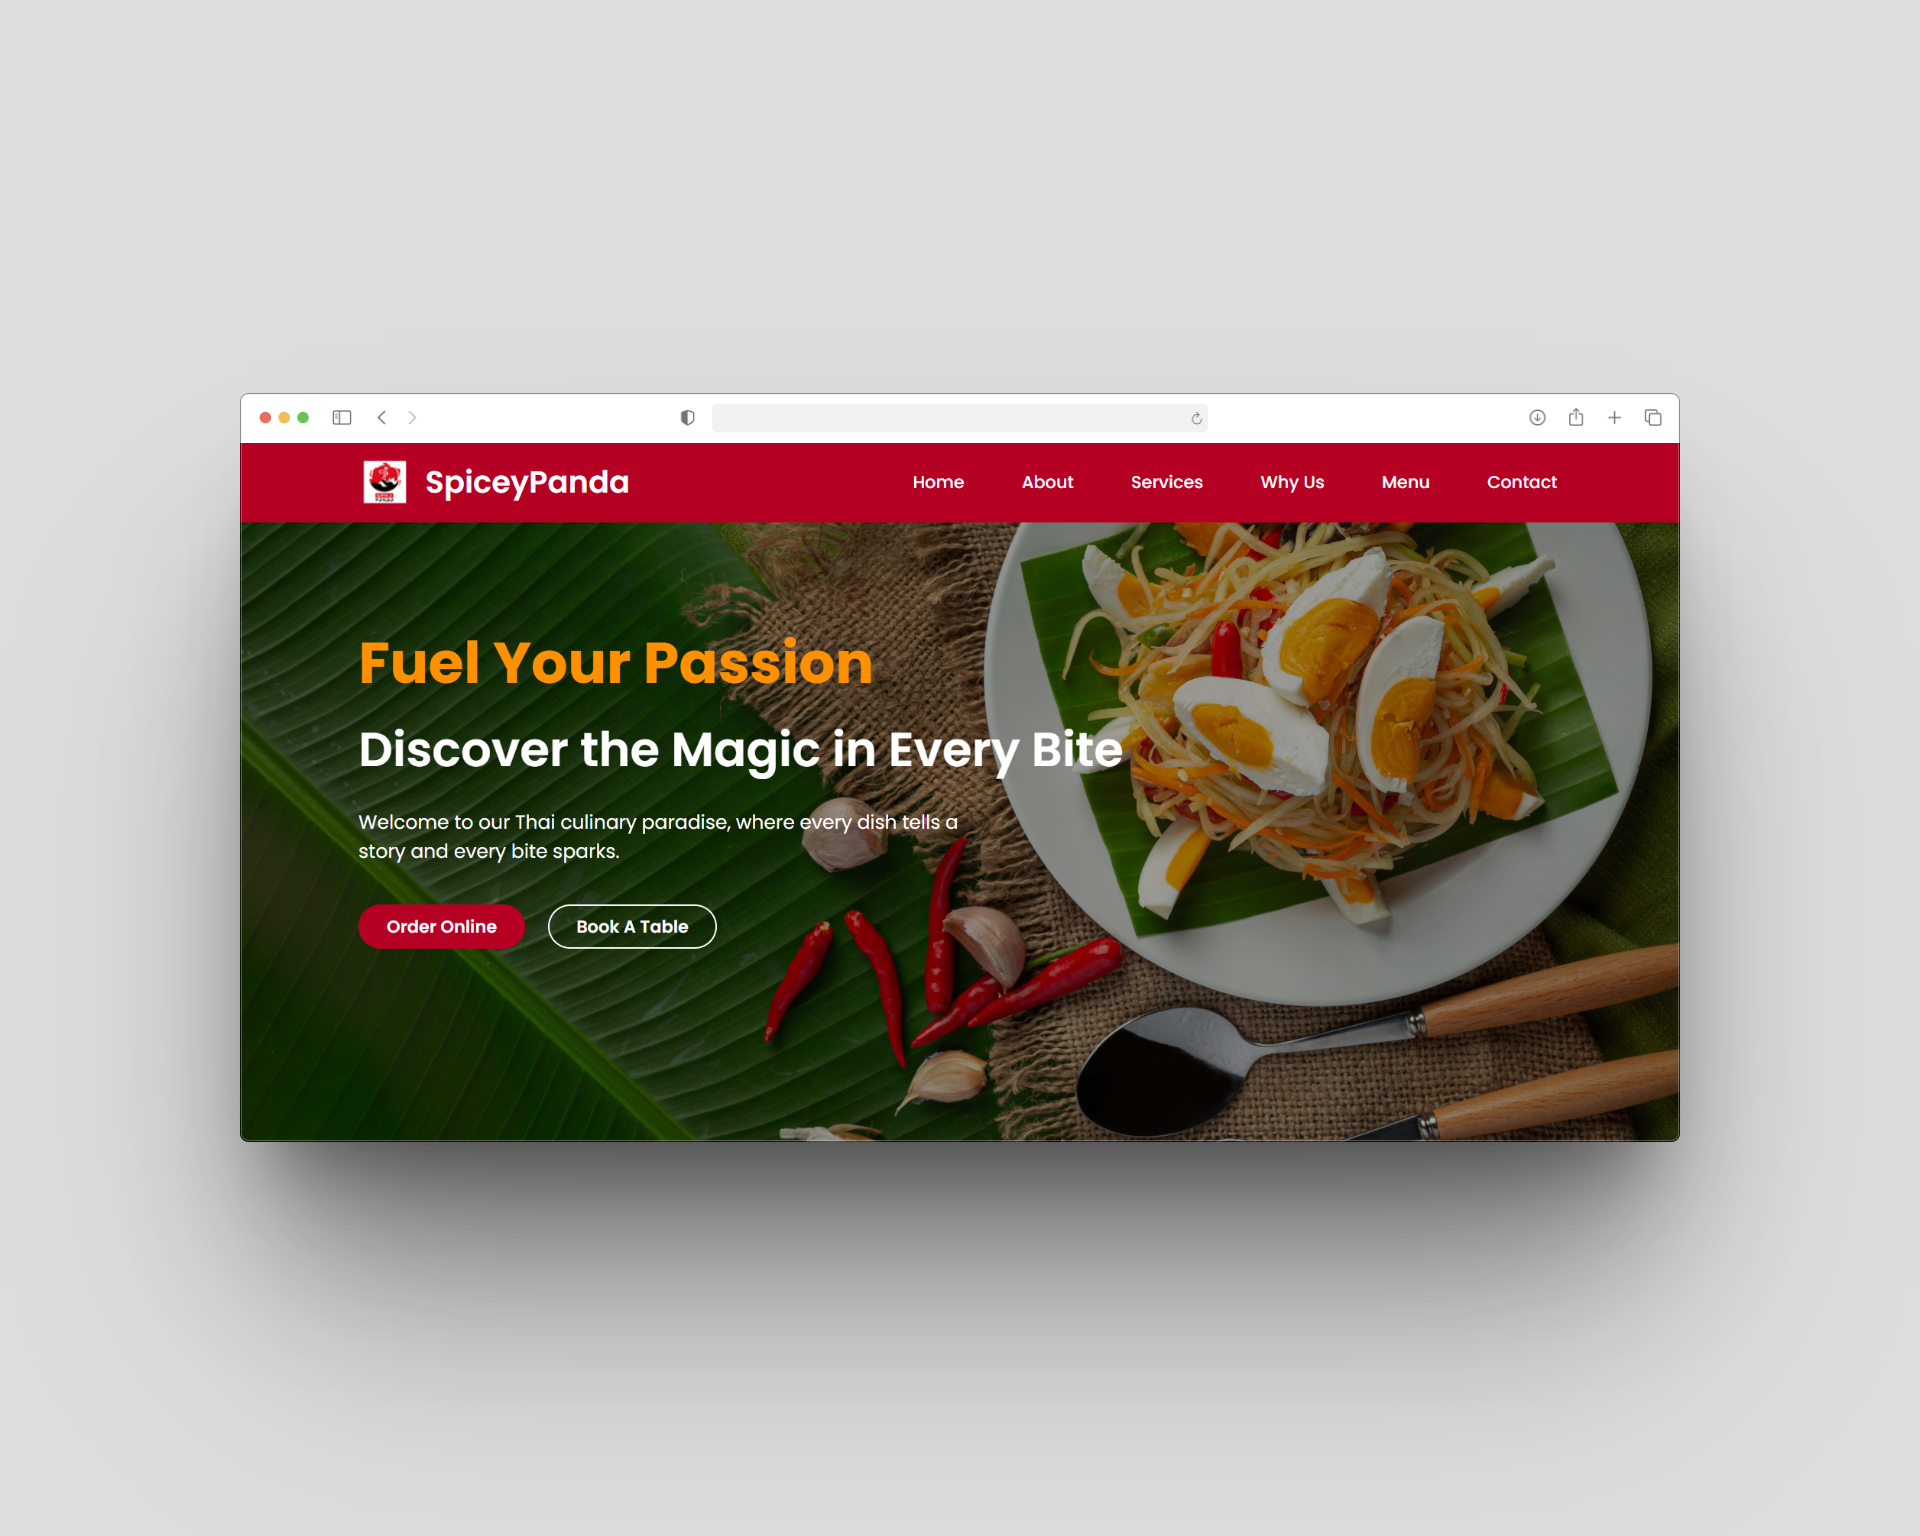 SpiceyPanda
Home About Services Why Us Menu Contact
Fuel Your Passion
Discover the Magic in Every Bite
Welcome to our Thai culinary paradise, where every dish tells a
story and every bite sparks.
Order Online Book A Table